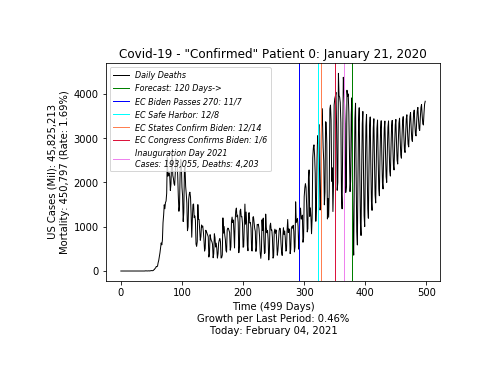 Covid-19 - "Confirmed" Patient 0: January 21, 2020
Daily Deaths
Forecast: 120 Days->
EC Biden Passes 270: 11/7
EC Safe Harbor: 12/8
EC States Confirm Biden: 12/14
EC Congress Confirms Biden: 1/6
Inauguration Day 2021
Cases: 193,055, Deaths: 4,203
US Cases (Mil): 45,825,213
Mortality: 450,797 (Rate: 1.69%)
4000
3000
2000
1000
0
0 100 200 300 400 500
Time (499 Days)
Growth per Last Period: 0.46%
Today: February 04, 2021